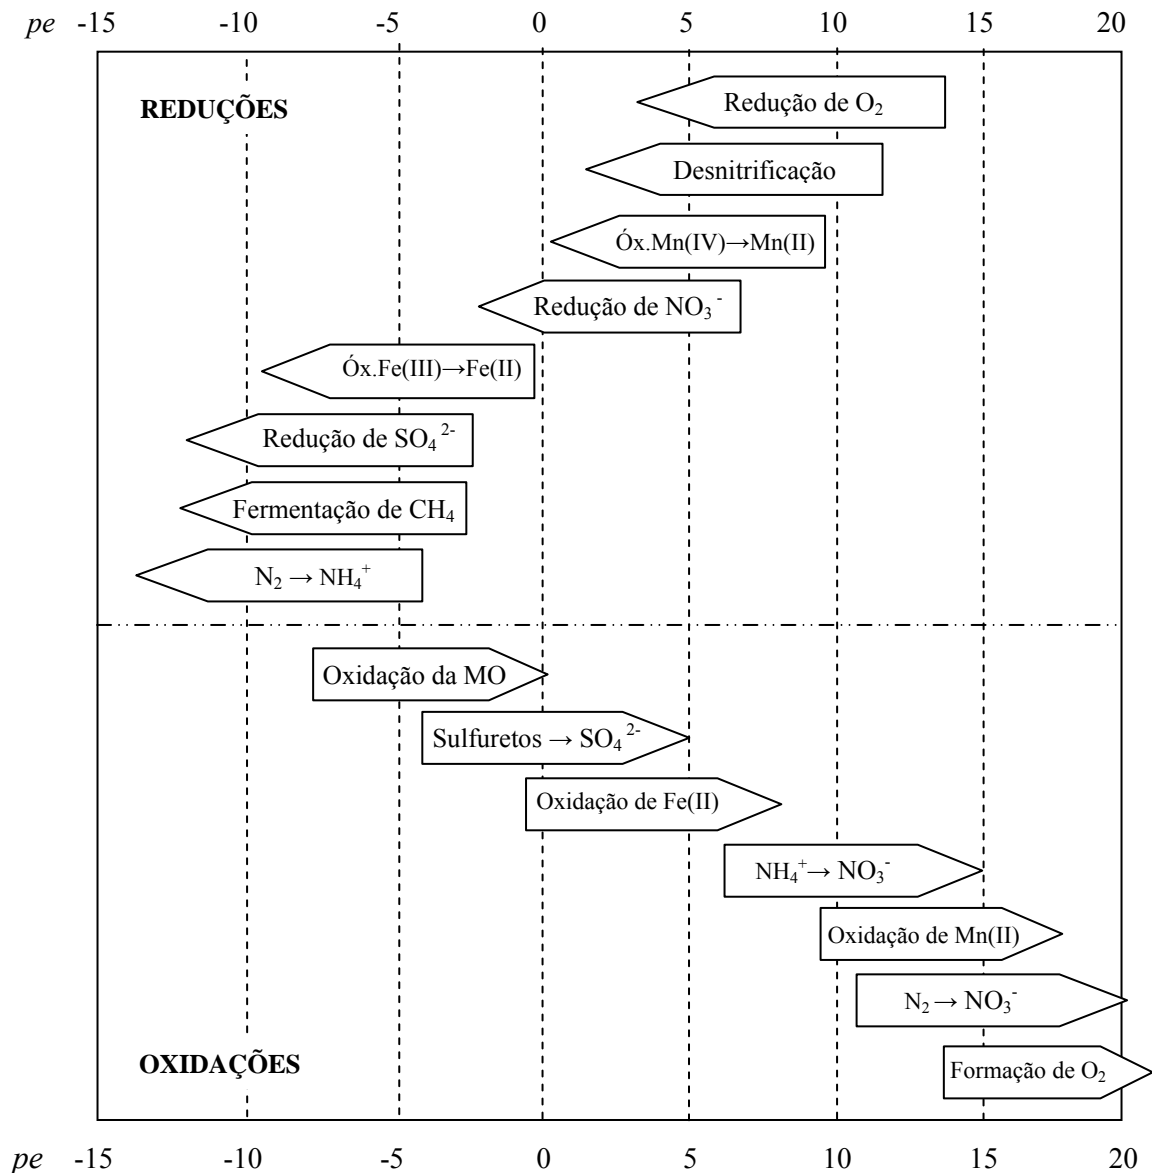 pe -15 -10 -5 0 5 10 15 20
REDUÇÕES
Redução de O₂
Desnitrificação
Óx.Mn(IV)→Mn(II)
Redução de NO₃⁻
Óx.Fe(III)→Fe(II)
Redução de SO₄²⁻
Fermentação de CH₄
N₂ → NH₄⁺
Oxidação da MO
Sulfuretos → SO₄²⁻
Oxidação de Fe(II)
NH₄⁺→ NO₃⁻
Oxidação de Mn(II)
N₂ → NO₃⁻
OXIDAÇÕES
Formação de O₂
pe -15 -10 -5 0 5 10 15 20